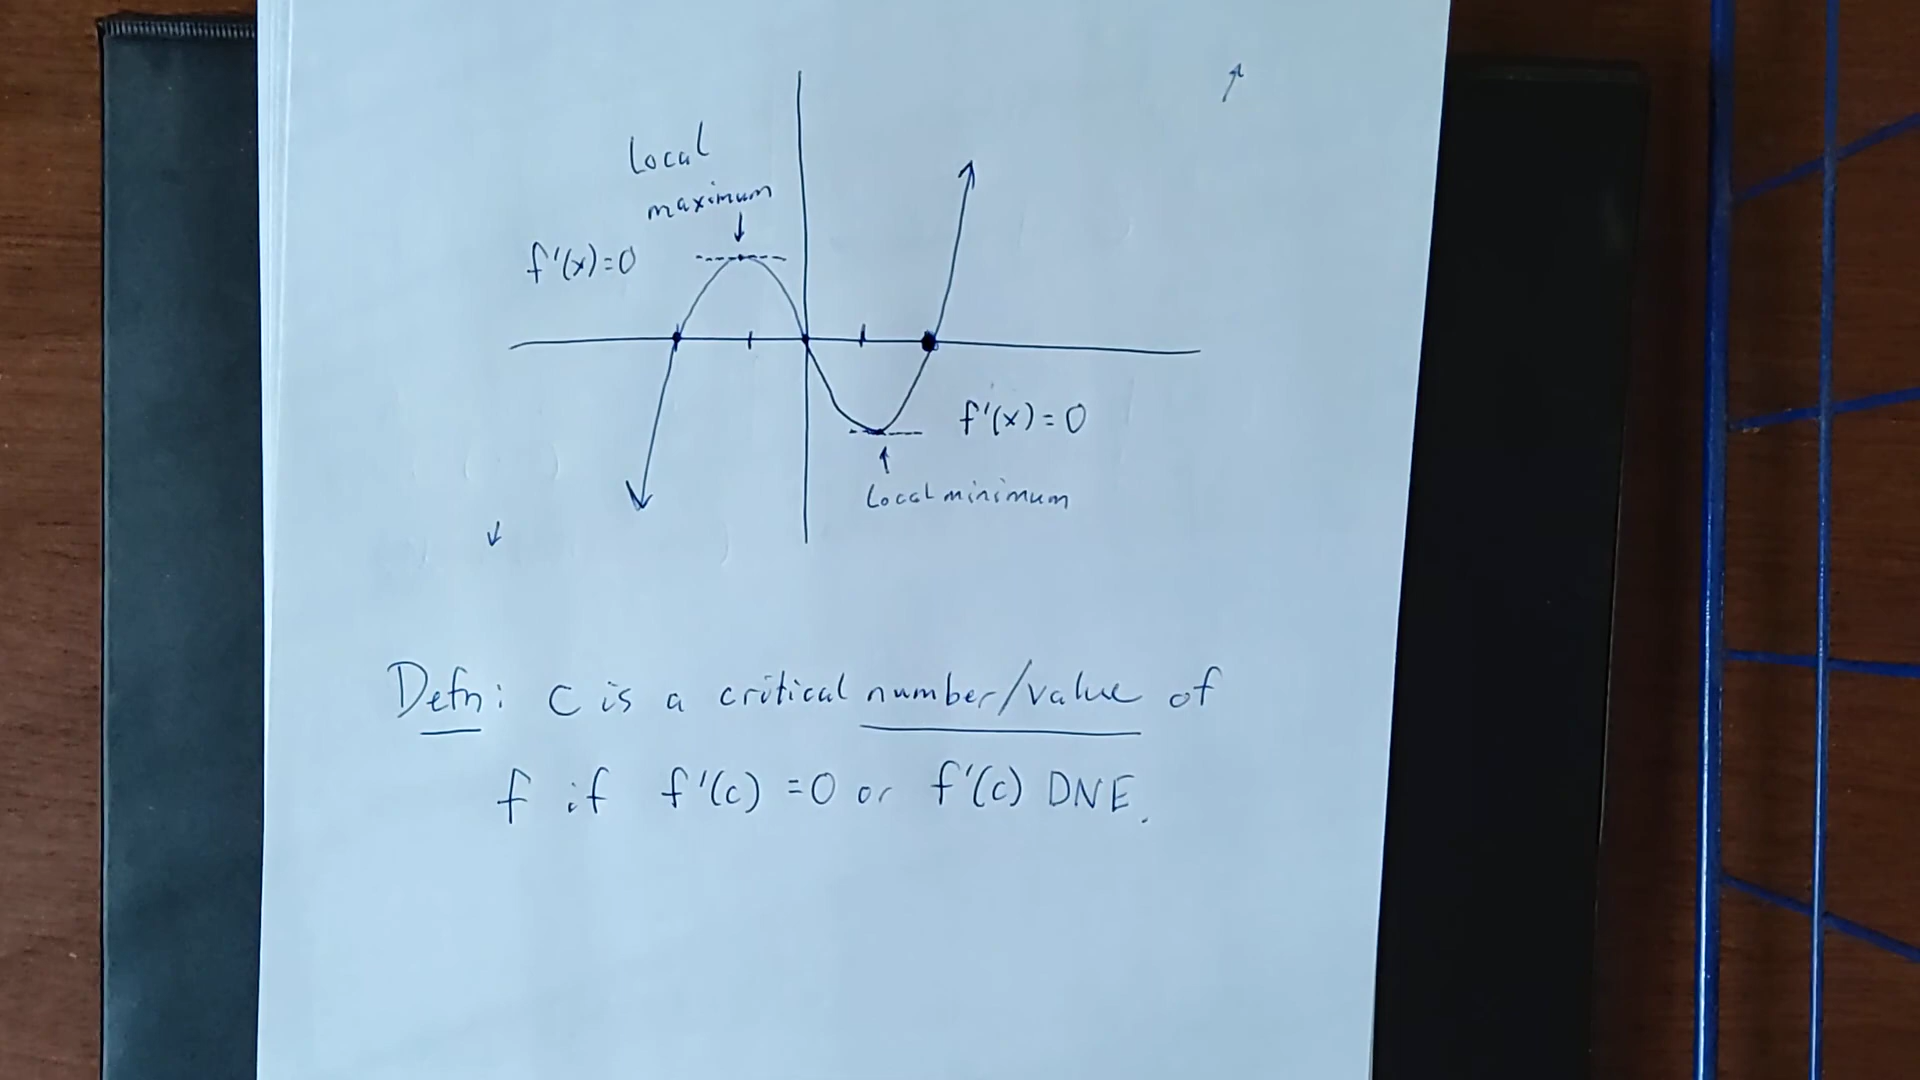 Local
maximum
f'(x)=0
f'(x)=0
Local minimum
Defn: C is a critical number/value of
f if f'(c) =0 or f'(c) DNE.